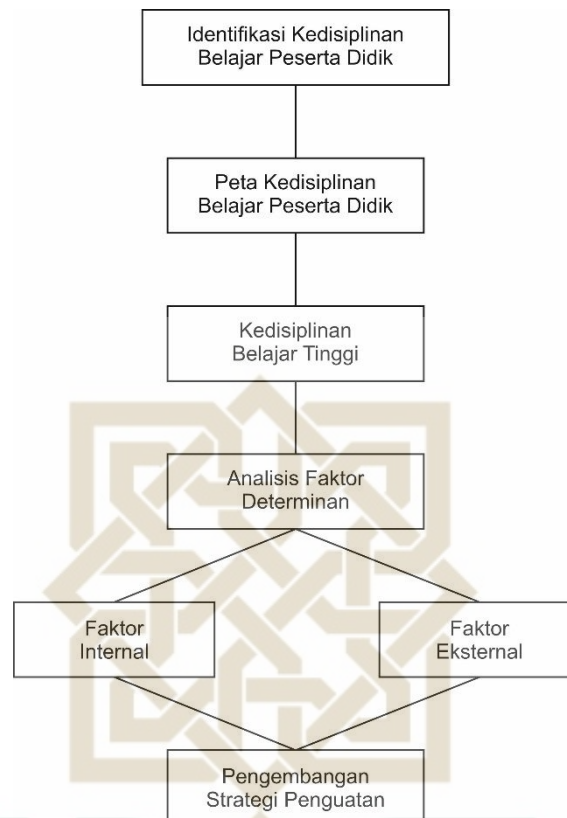 Identifikasi Kedisiplinan
Belajar Peserta Didik
Peta Kedisiplinan
Belajar Peserta Didik
Kedisiplinan
Belajar Tinggi
Analisis Faktor
Determinan
Faktor
Internal
Faktor
Eksternal
Pengembangan
Strategi Penguatan